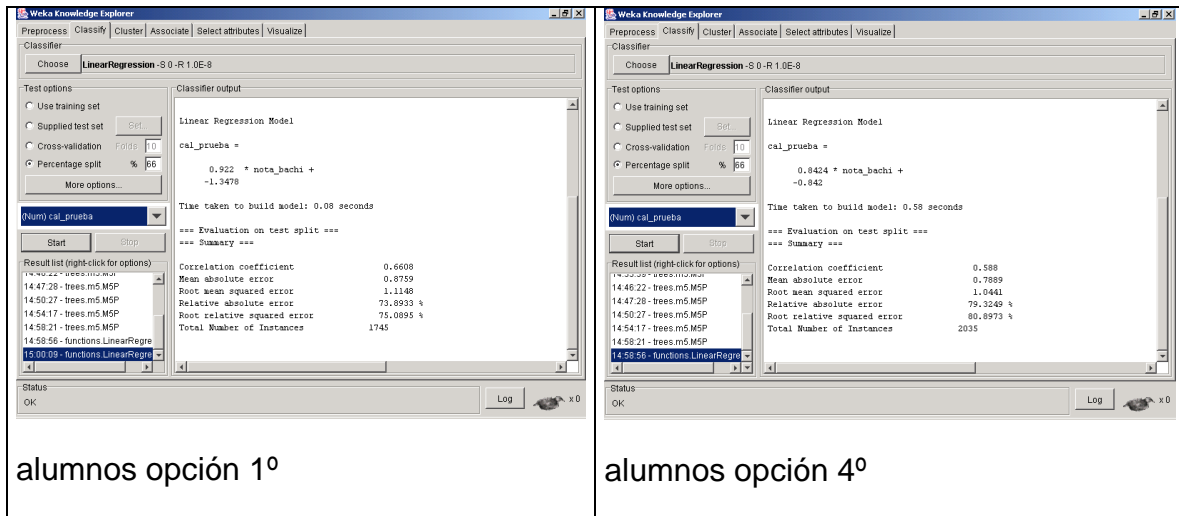 Weka Knowledge Explorer
Preprocess Classify Cluster Associate Select attributes Visualize
Classifier
Choose LinearRegression -S 0 -R 1.0E-8
Test options
Use training set
Supplied test set Set...
Cross-validation Folds 10
Percentage split % 66
More options...
(Num) cal_prueba
Start Stop
Result list (right-click for options)
14:46:22 - trees.m5.M5P
14:47:28 - trees.m5.M5P
14:50:27 - trees.m5.M5P
14:54:17 - trees.m5.M5P
14:58:21 - trees.m5.M5P
14:58:56 - functions.LinearRegre
15:00:09 - functions.LinearRegre
Classifier output
Linear Regression Model
cal_prueba =
0.922 * nota_bachi +
-1.3478
Time taken to build model: 0.08 seconds
=== Evaluation on test split ===
=== Summary ===
Correlation coefficient 0.6608
Mean absolute error 0.8759
Root mean squared error 1.1148
Relative absolute error 73.8933 %
Root relative squared error 75.0895 %
Total Number of Instances 1745
Status
OK
Log x 0
alumnos opción 1º
Weka Knowledge Explorer
Preprocess Classify Cluster Associate Select attributes Visualize
Classifier
Choose LinearRegression -S 0 -R 1.0E-8
Test options
Use training set
Supplied test set Set...
Cross-validation Folds 10
Percentage split % 66
More options...
(Num) cal_prueba
Start Stop
Result list (right-click for options)
trees.m5.M5P
14:46:22 - trees.m5.M5P
14:47:28 - trees.m5.M5P
14:50:27 - trees.m5.M5P
14:54:17 - trees.m5.M5P
14:58:21 - trees.m5.M5P
14:58:56 - functions.LinearRegre
Classifier output
Linear Regression Model
cal_prueba =
0.8424 * nota_bachi +
-0.842
Time taken to build model: 0.58 seconds
=== Evaluation on test split ===
=== Summary ===
Correlation coefficient 0.588
Mean absolute error 0.7889
Root mean squared error 1.0441
Relative absolute error 79.3249 %
Root relative squared error 80.8973 %
Total Number of Instances 2035
Status
OK
Log x 0
alumnos opción 4º